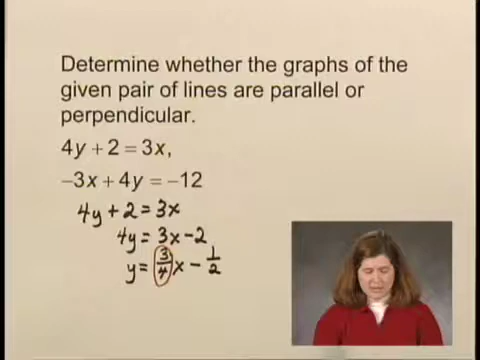 Determine whether the graphs of the
given pair of lines are parallel or
perpendicular.
4y + 2 = 3x,
−3x + 4y = −12
4y + 2 = 3x
4y = 3x − 2
y = 3/4 x − 1/2